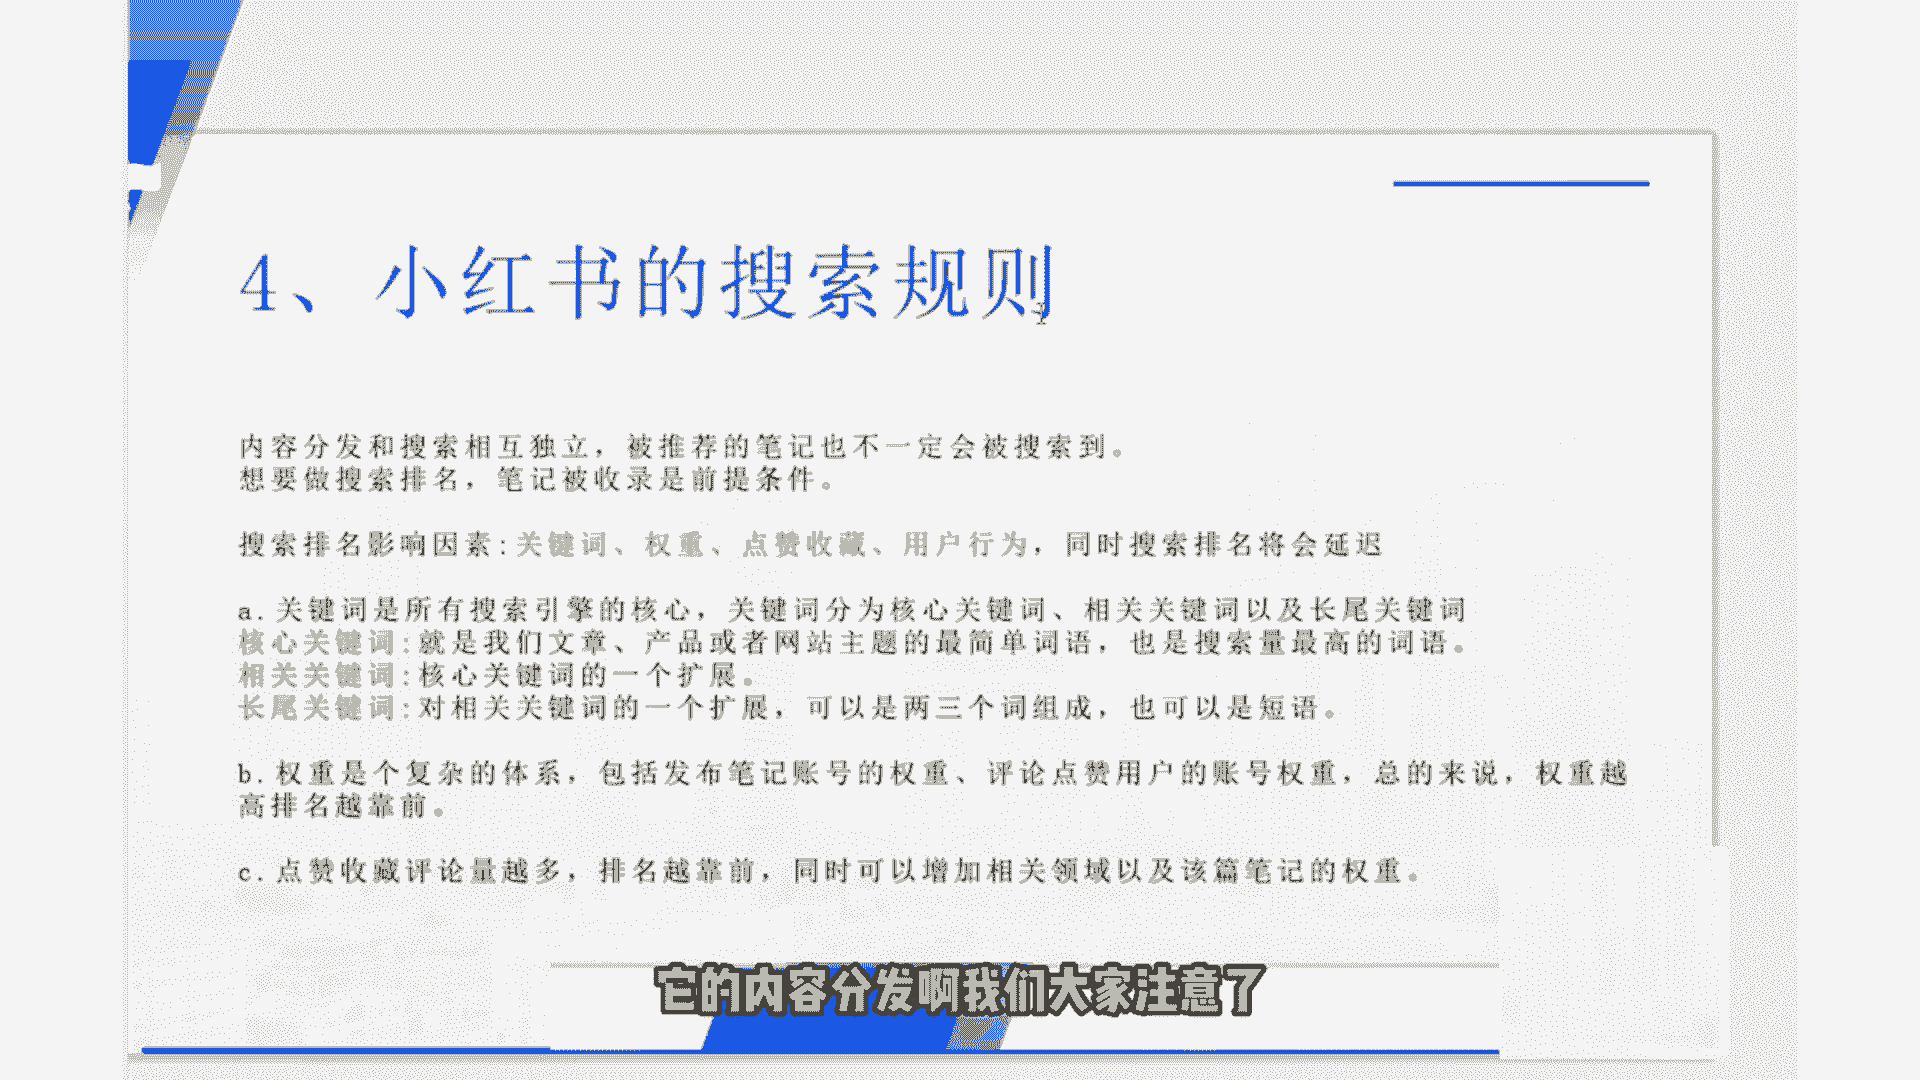 4、小红书的搜索规则
内容分发和搜索相互独立，被推荐的笔记也不一定会被搜索到。
想要做搜索排名，笔记被收录是前提条件。
搜索排名影响因素:关键词、权重、点赞收藏、用户行为，同时搜索排名将会延迟
a.关键词是所有搜索引擎的核心，关键词分为核心关键词、相关关键词以及长尾关键词
核心关键词:就是我们文章、产品或者网站主题的最简单词语，也是搜索量最高的词语。
相关关键词:核心关键词的一个扩展。
长尾关键词:对相关关键词的一个扩展，可以是两三个词组成，也可以是短语。
b.权重是个复杂的体系，包括发布笔记账号的权重、评论点赞用户的账号权重，总的来说，权重越
高排名越靠前。
c.点赞收藏评论量越多，排名越靠前，同时可以增加相关领域以及该篇笔记的权重。
它的内容分发啊我们大家注意了